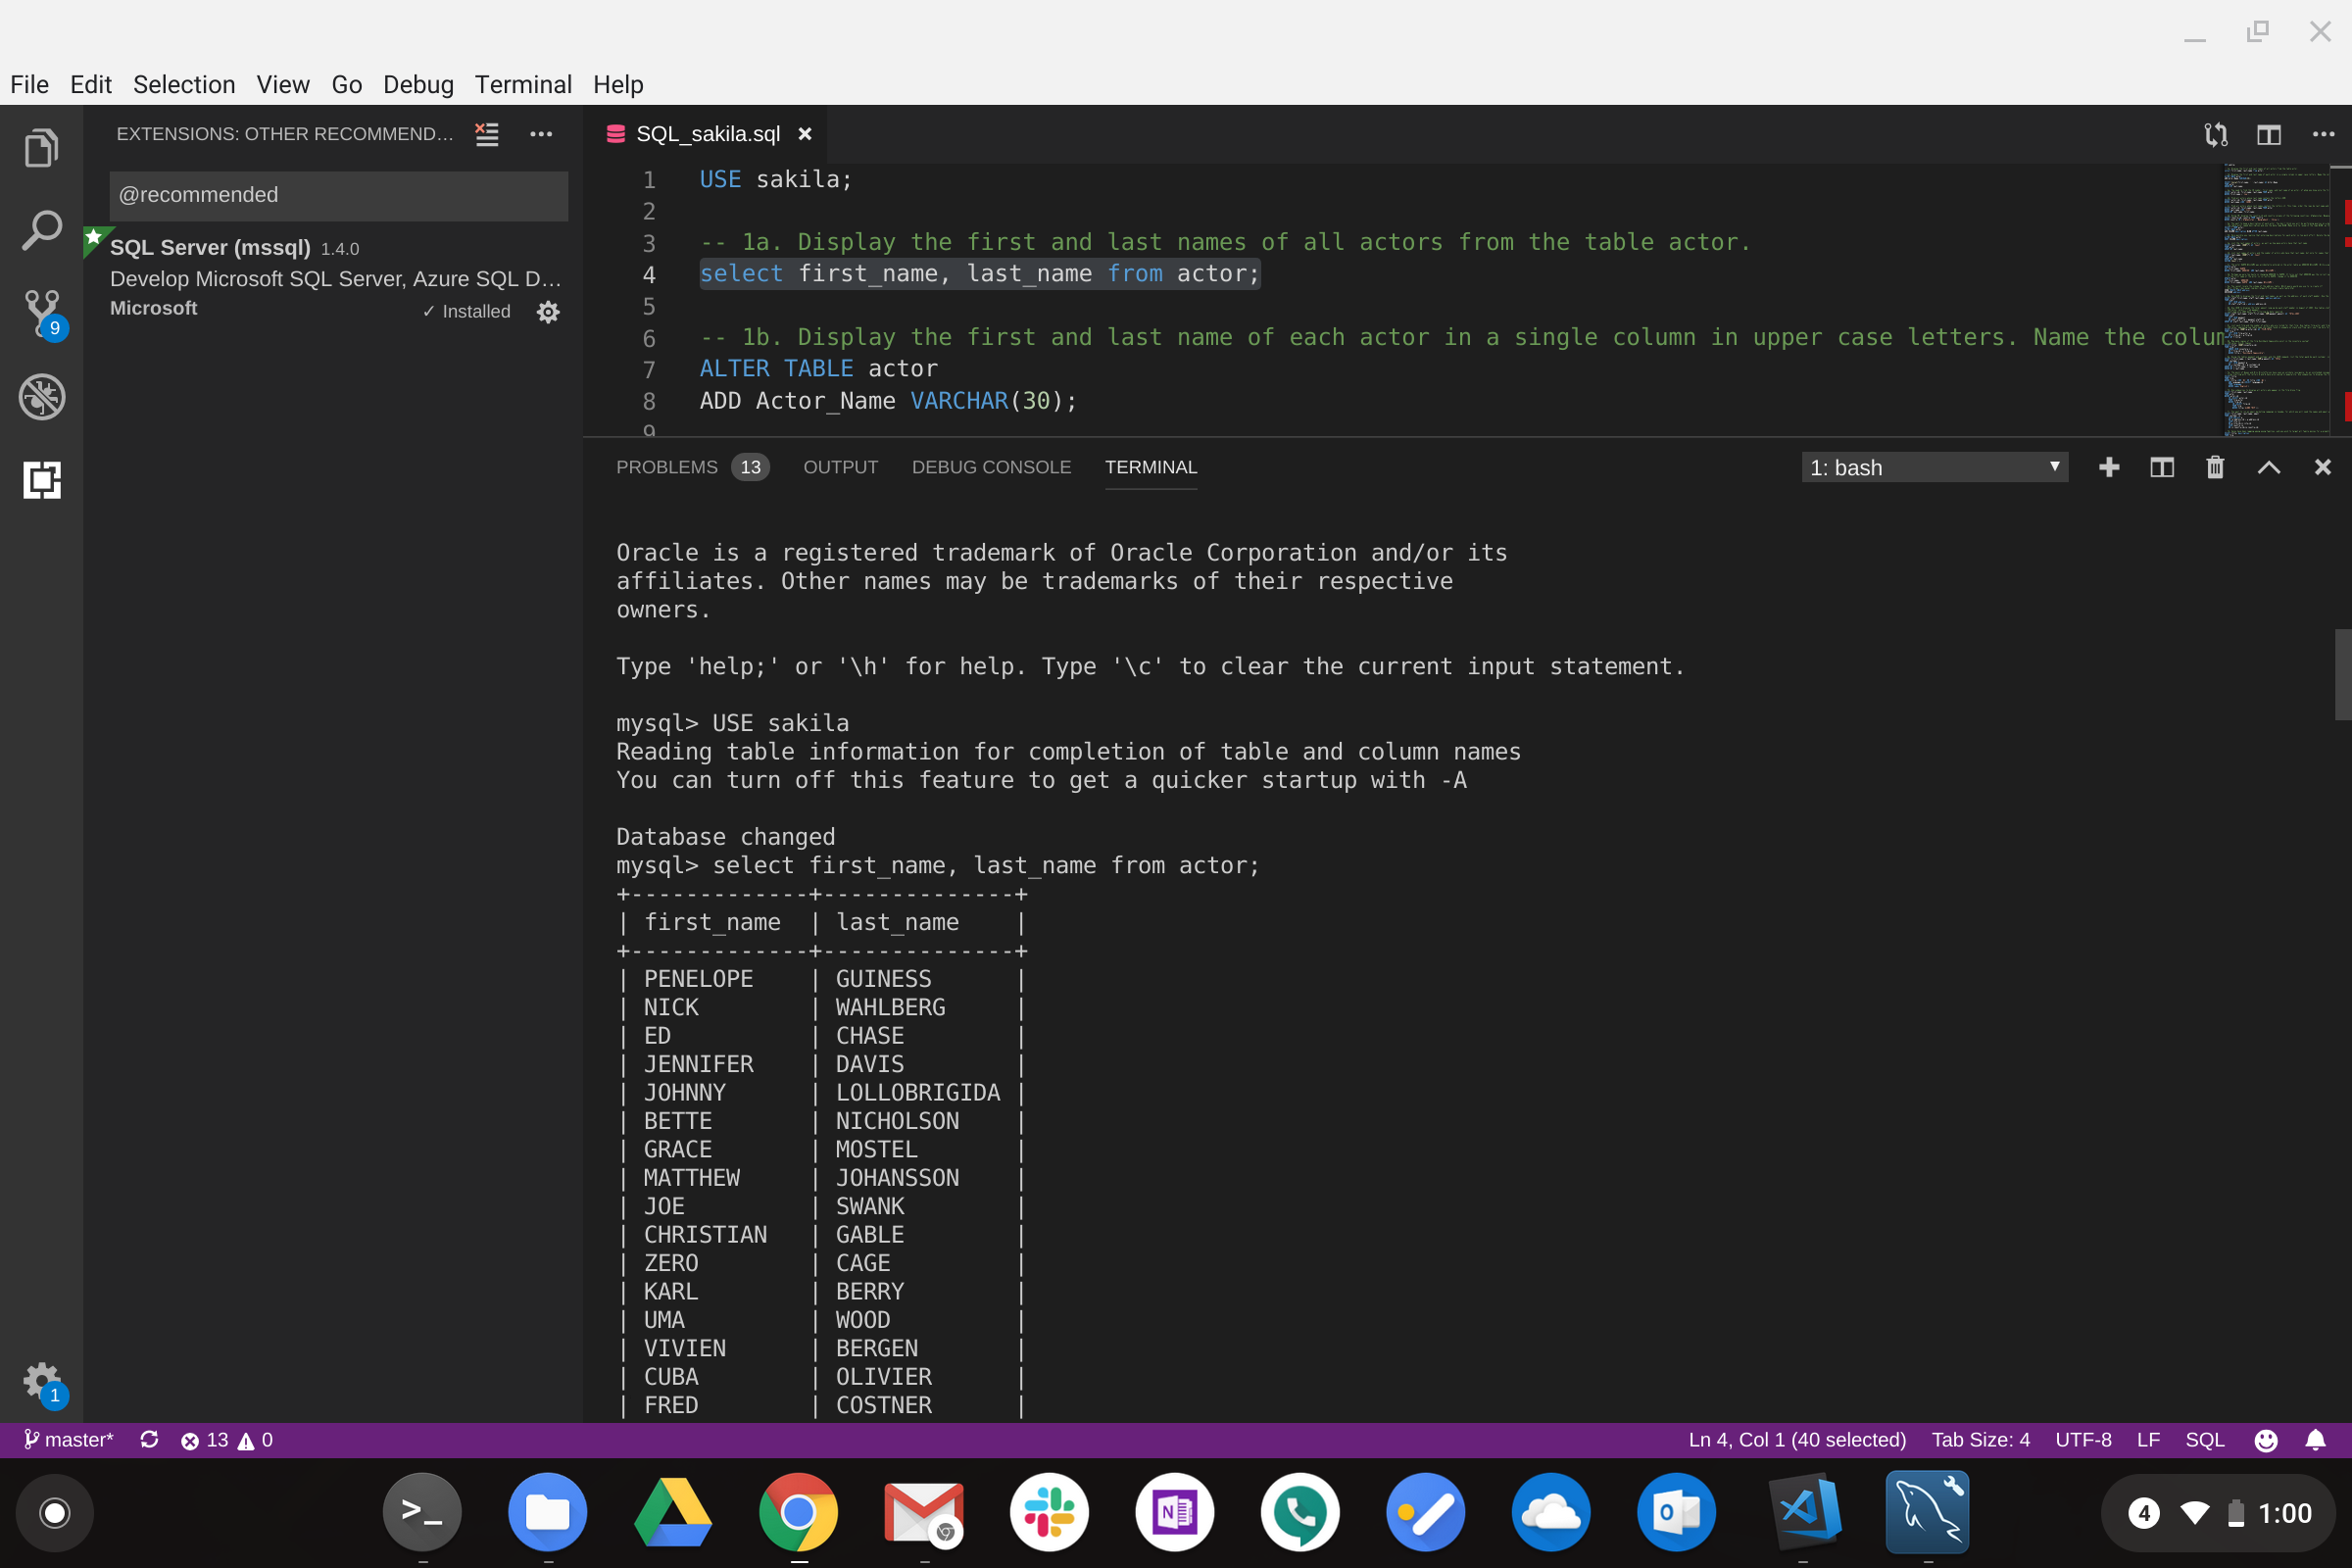 File Edit Selection View Go Debug Terminal Help
EXTENSIONS: OTHER RECOMMEND...
@recommended
SQL Server (mssql) 1.4.0
Develop Microsoft SQL Server, Azure SQL D...
Microsoft ✓ Installed
9
1
SQL_sakila.sql
1 USE sakila;
2
3 -- 1a. Display the first and last names of all actors from the table actor.
4 select first_name, last_name from actor;
5
6 -- 1b. Display the first and last name of each actor in a single column in upper case letters. Name the colum
7 ALTER TABLE actor
8 ADD Actor_Name VARCHAR(30);
9
PROBLEMS 13 OUTPUT DEBUG CONSOLE TERMINAL 1: bash
Oracle is a registered trademark of Oracle Corporation and/or its
affiliates. Other names may be trademarks of their respective
owners.
Type 'help;' or '\h' for help. Type '\c' to clear the current input statement.
mysql> USE sakila
Reading table information for completion of table and column names
You can turn off this feature to get a quicker startup with -A
Database changed
mysql> select first_name, last_name from actor;
+-------------+--------------+
| first_name  | last_name    |
+-------------+--------------+
| PENELOPE    | GUINESS      |
| NICK        | WAHLBERG     |
| ED          | CHASE        |
| JENNIFER    | DAVIS        |
| JOHNNY      | LOLLOBRIGIDA |
| BETTE       | NICHOLSON    |
| GRACE       | MOSTEL       |
| MATTHEW     | JOHANSSON    |
| JOE         | SWANK        |
| CHRISTIAN   | GABLE        |
| ZERO        | CAGE         |
| KARL        | BERRY        |
| UMA         | WOOD         |
| VIVIEN      | BERGEN       |
| CUBA        | OLIVIER      |
| FRED        | COSTNER      |
master* 13 0 Ln 4, Col 1 (40 selected) Tab Size: 4 UTF-8 LF SQL
>_ N O 4 1:00